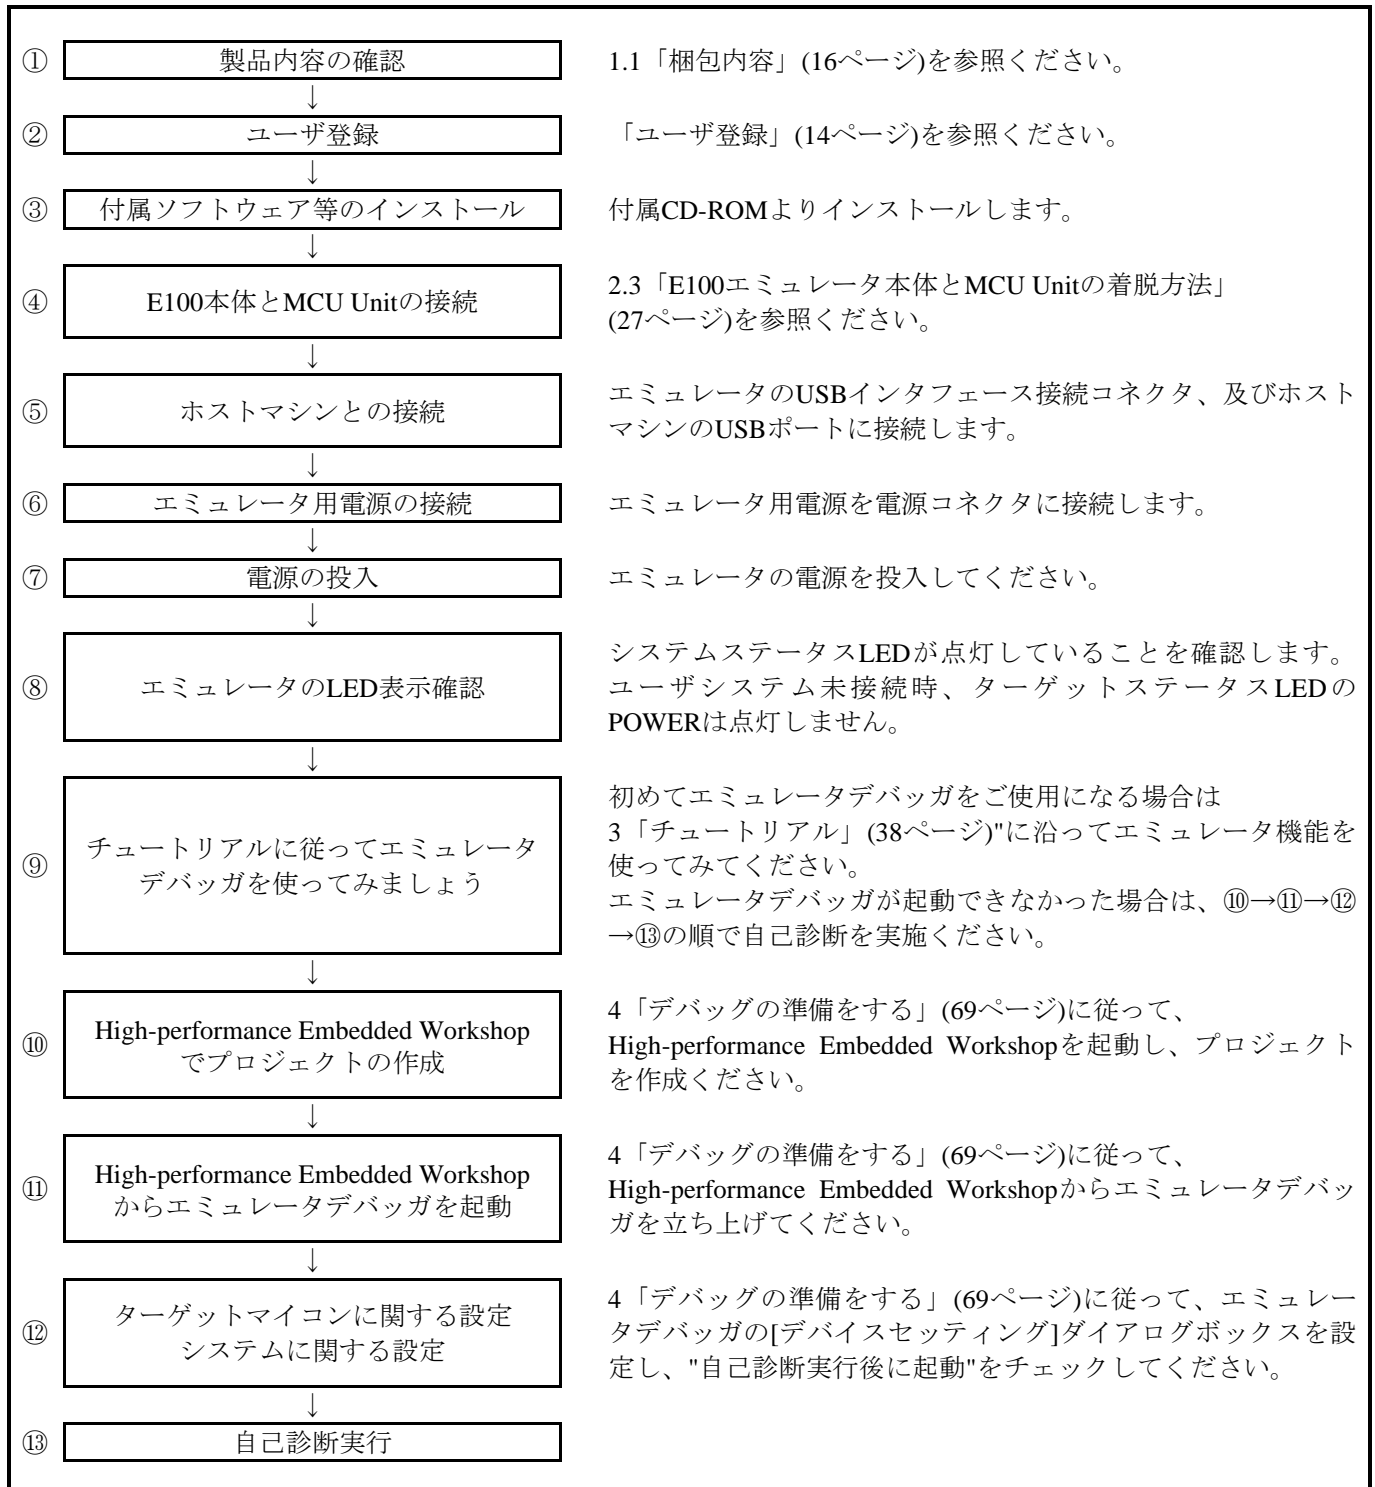 ① 製品内容の確認 1.1「梱包内容」(16ページ)を参照ください。
↓
② ユーザ登録 「ユーザ登録」(14ページ)を参照ください。
↓
③ 付属ソフトウェア等のインストール 付属CD-ROMよりインストールします。
↓
④ E100本体とMCU Unitの接続 2.3「E100エミュレータ本体とMCU Unitの着脱方法」
(27ページ)を参照ください。
↓
⑤ ホストマシンとの接続 エミュレータのUSBインタフェース接続コネクタ、及びホスト
マシンのUSBポートに接続します。
↓
⑥ エミュレータ用電源の接続 エミュレータ用電源を電源コネクタに接続します。
↓
⑦ 電源の投入 エミュレータの電源を投入してください。
↓
⑧ エミュレータのLED表示確認 システムステータスLEDが点灯していることを確認します。
ユーザシステム未接続時、ターゲットステータスLEDの
POWERは点灯しません。
↓
⑨ チュートリアルに従ってエミュレータ
デバッガを使ってみましょう
初めてエミュレータデバッガをご使用になる場合は
3「チュートリアル」(38ページ)"に沿ってエミュレータ機能を
使ってみてください。
エミュレータデバッガが起動できなかった場合は、⑩→⑪→⑫
→⑬の順で自己診断を実施ください。
↓
⑩ High-performance Embedded Workshop
でプロジェクトの作成
4「デバッグの準備をする」(69ページ)に従って、
High-performance Embedded Workshopを起動し、プロジェクト
を作成ください。
↓
⑪ High-performance Embedded Workshop
からエミュレータデバッガを起動
4「デバッグの準備をする」(69ページ)に従って、
High-performance Embedded Workshopからエミュレータデバッ
ガを立ち上げてください。
↓
⑫ ターゲットマイコンに関する設定
システムに関する設定
4「デバッグの準備をする」(69ページ)に従って、エミュレー
タデバッガの[デバイスセッティング]ダイアログボックスを設
定し、"自己診断実行後に起動"をチェックしてください。
↓
⑬ 自己診断実行